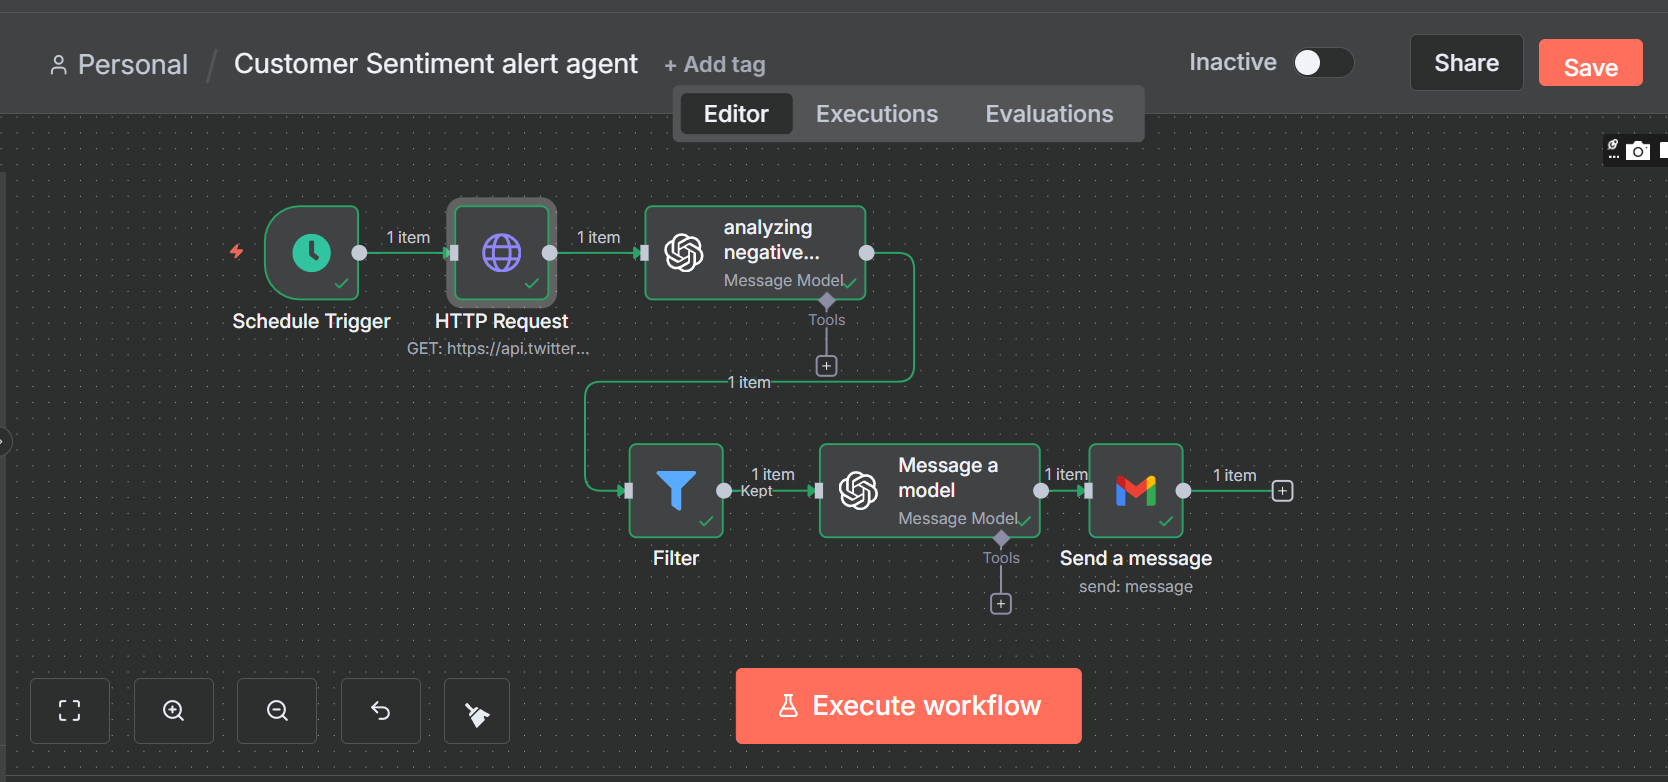 Personal / Customer Sentiment alert agent + Add tag
Inactive
Share
Save
Editor Executions Evaluations
1 item
1 item
analyzing
negative...
Message Model
Tools
Schedule Trigger
HTTP Request
GET: https://api.twitter...
1 item
1 item
Kept
Message a
model
Message Model
1 item
1 item
Tools
Filter
Send a message
send: message
Execute workflow